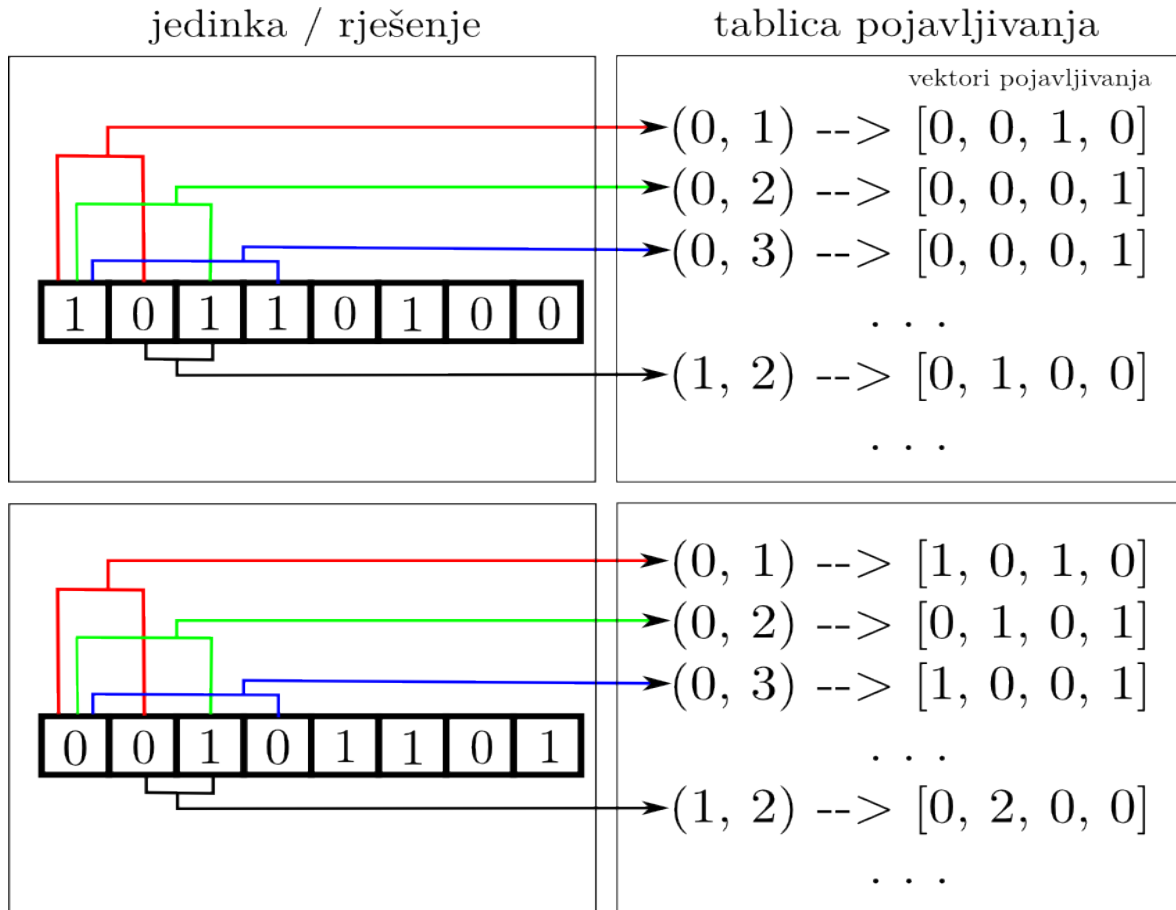 jedinka / rješenje
tablica pojavljivanja
vektori pojavljivanja
(0, 1) --> [0, 0, 1, 0]
(0, 2) --> [0, 0, 0, 1]
(0, 3) --> [0, 0, 0, 1]
1 0 1 1 0 1 0 0
. . .
(1, 2) --> [0, 1, 0, 0]
. . .
(0, 1) --> [1, 0, 1, 0]
(0, 2) --> [0, 1, 0, 1]
(0, 3) --> [1, 0, 0, 1]
0 0 1 0 1 1 0 1
. . .
(1, 2) --> [0, 2, 0, 0]
. . .